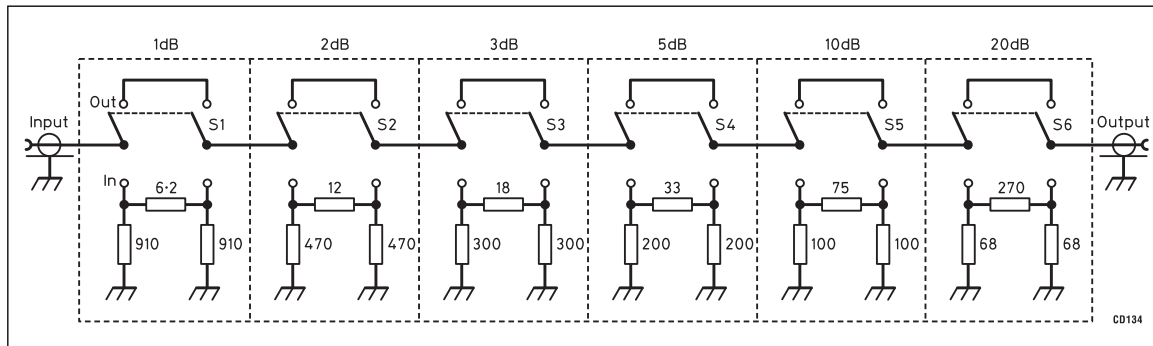 1dB 2dB 3dB 5dB 10dB 20dB
Input Out S1 S2 S3 S4 S5 S6 Output
In 6·2 12 18 33 75 270
910 910 470 470 300 300 200 200 100 100 68 68
CD134